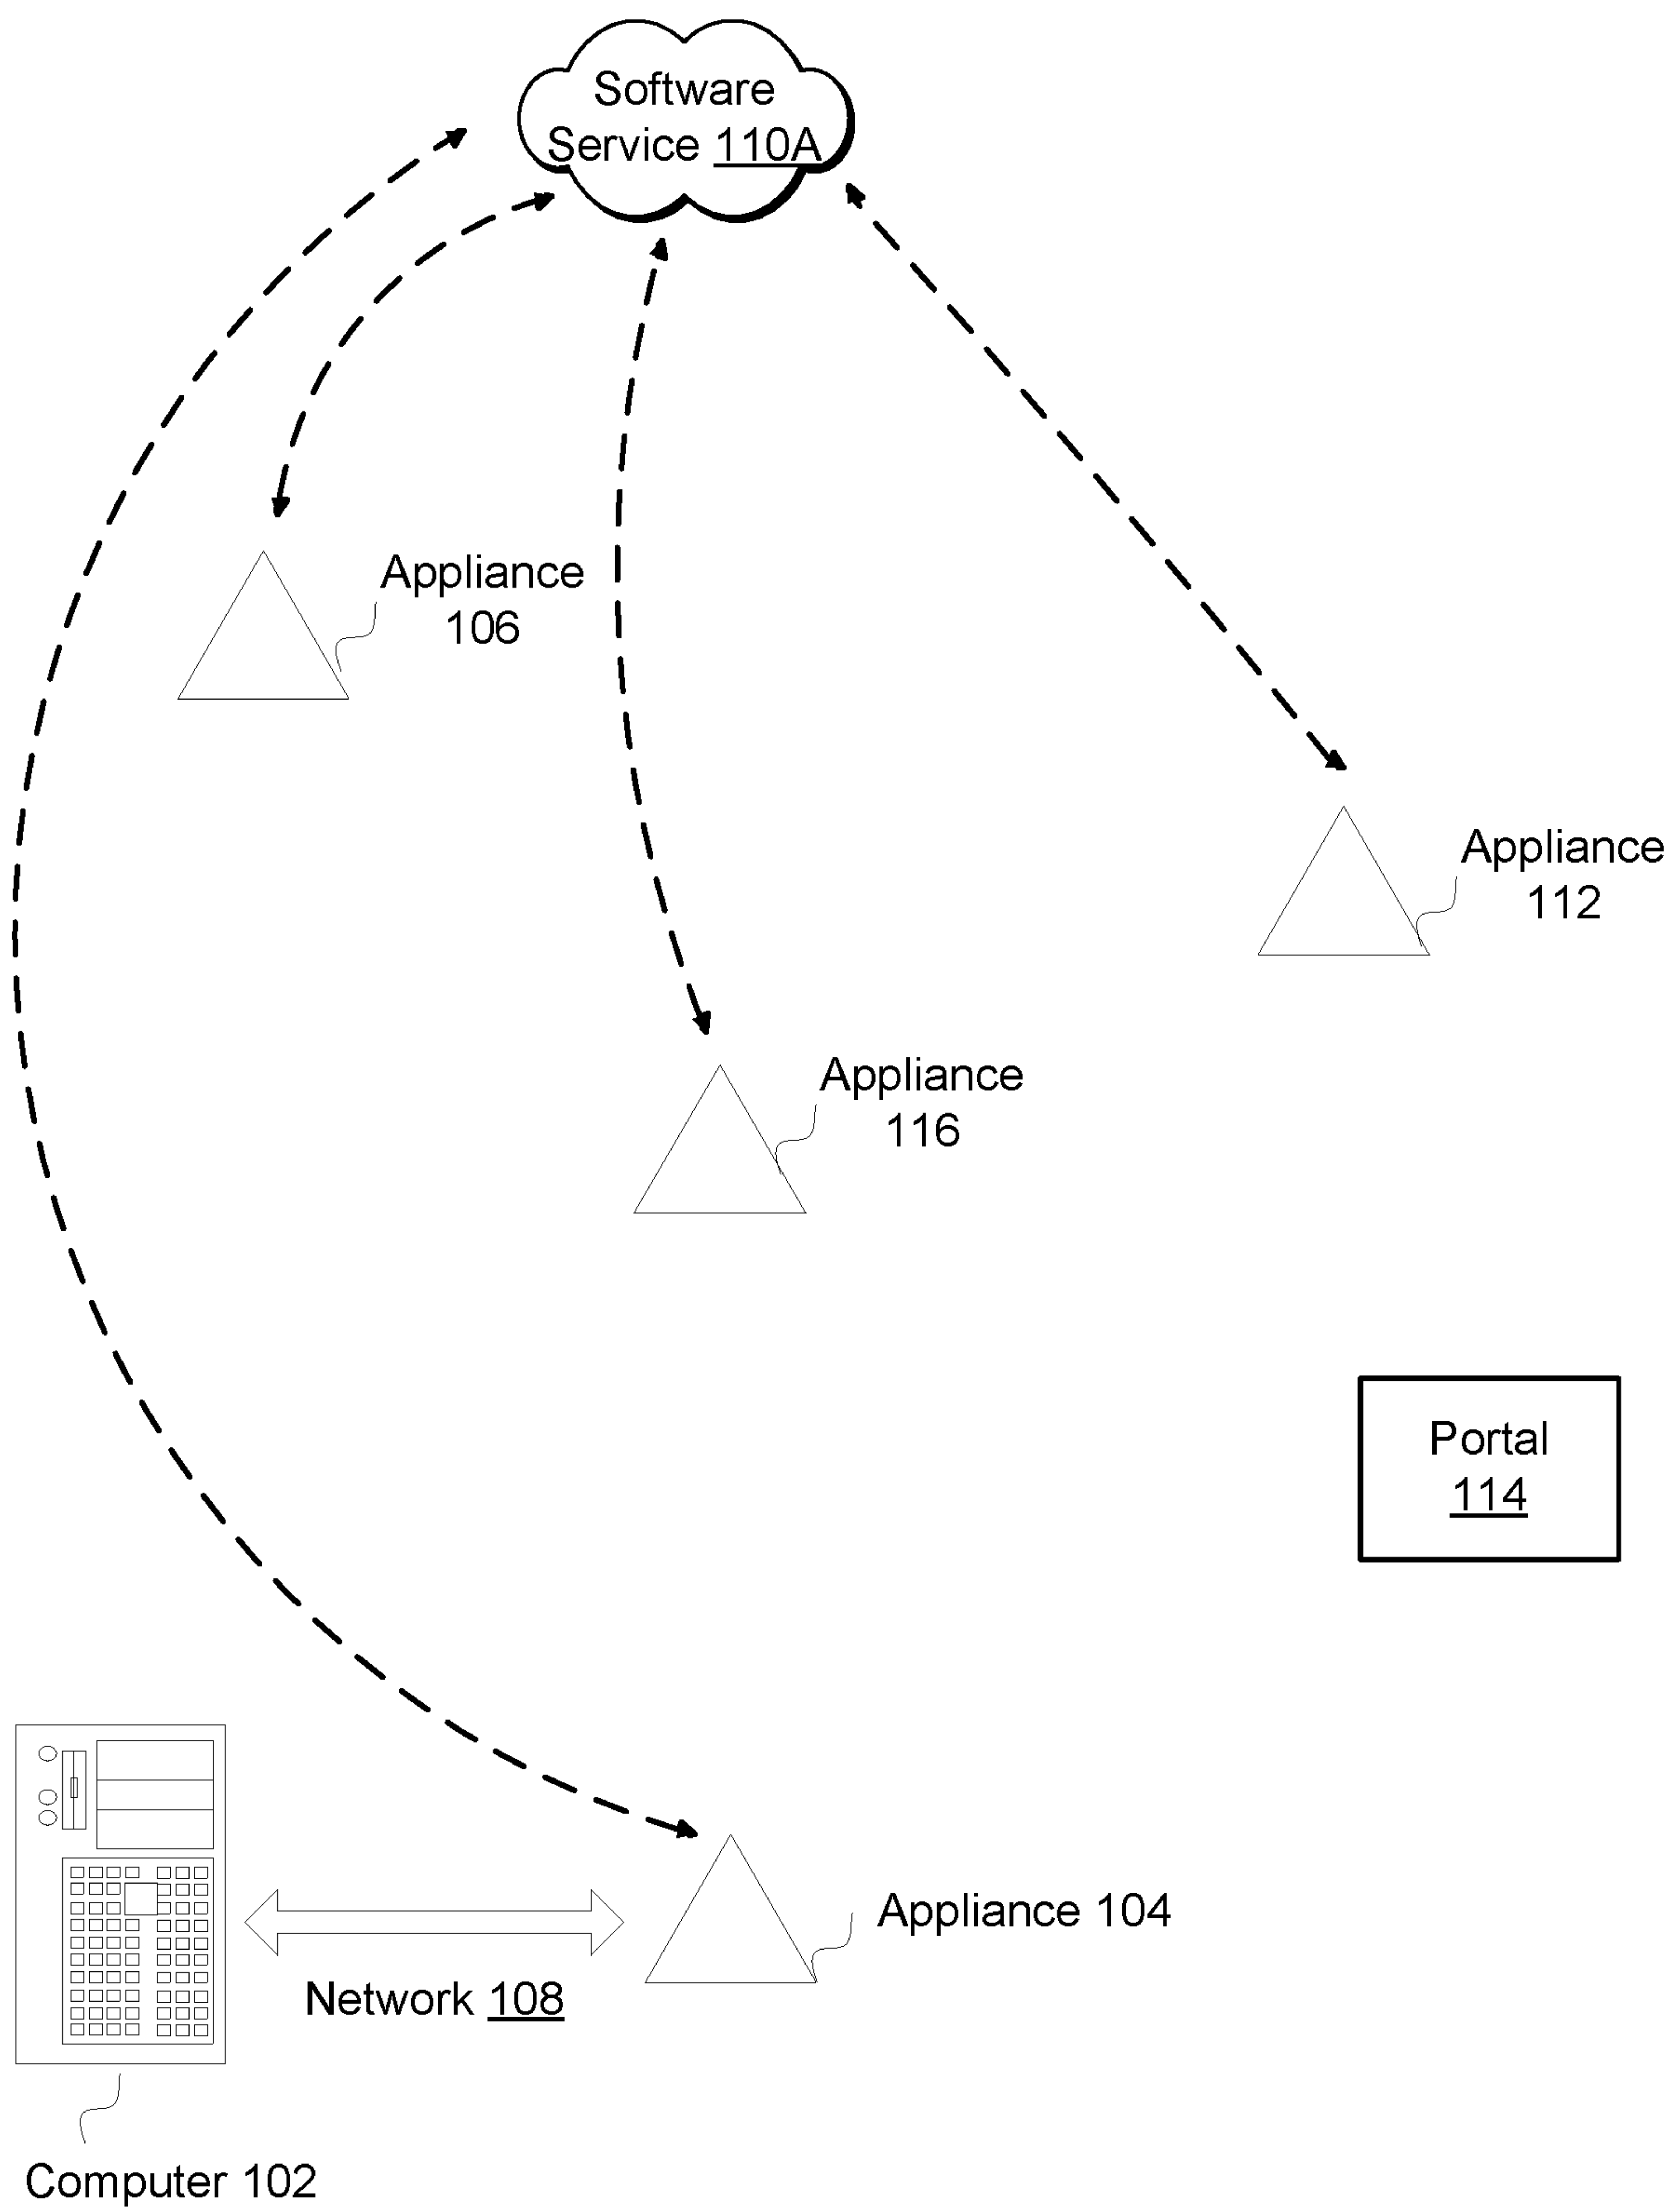 Software
Service 110A
Appliance
106
Appliance
112
Appliance
116
Portal
114
Appliance 104
Network 108
Computer 102